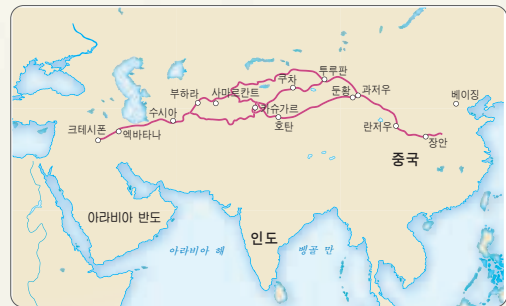 쿠차
투루판
부하라
사마르칸트
둔황
과저우
베이징
수시아
카슈가르
크테시폰
엑바타나
호탄
란저우
장안
중국
아라비아 반도
인도
아라비아 해
벵골 만